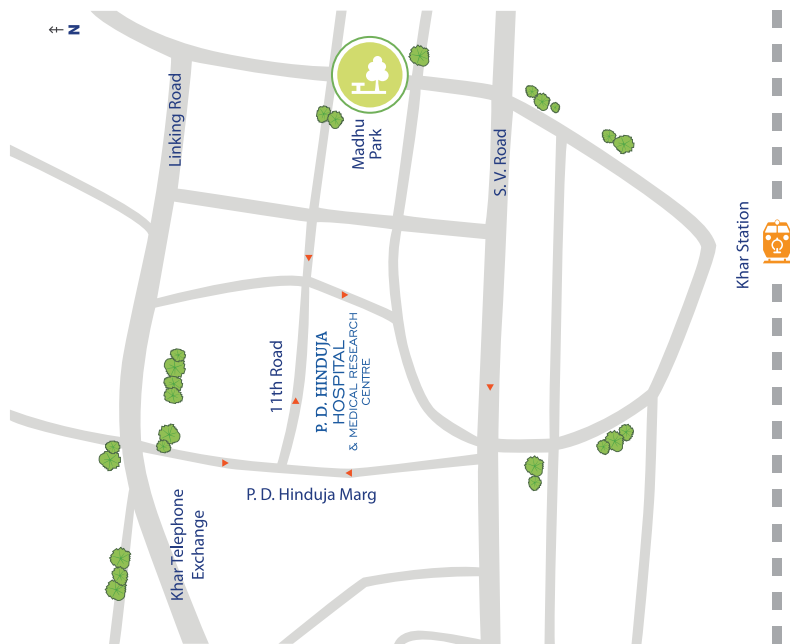 N
Linking Road
Madhu
Park
S. V. Road
Khar Station
11th Road
P. D. HINDUJA
HOSPITAL
& MEDICAL RESEARCH
CENTRE
P. D. Hinduja Marg
Khar Telephone
Exchange